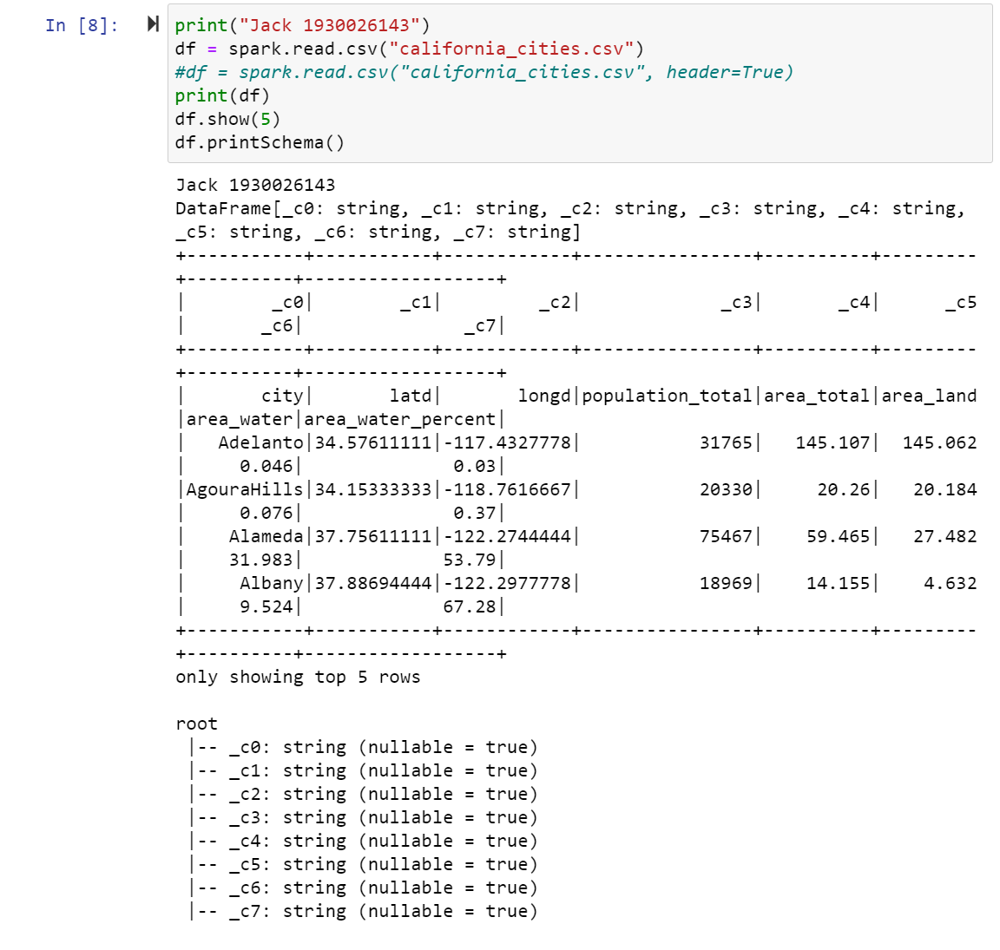 In [8]:
print("Jack 1930026143")
df = spark.read.csv("california_cities.csv")
#df = spark.read.csv("california_cities.csv", header=True)
print(df)
df.show(5)
df.printSchema()
Jack 1930026143
DataFrame[_c0: string, _c1: string, _c2: string, _c3: string, _c4: string,
_c5: string, _c6: string, _c7: string]
+-----------+-----------+------------+----------------+----------+---------
+----------+------------------+
|        _c0|        _c1|         _c2|             _c3|       _c4|      _c5
|       _c6|               _c7|
+-----------+-----------+------------+----------------+----------+---------
+----------+------------------+
|       city|       latd|       longd|population_total|area_total|area_land
|area_water|area_water_percent|
|   Adelanto|34.57611111|-117.4327778|           31765|   145.107|  145.062
|     0.046|              0.03|
|AgouraHills|34.15333333|-118.7616667|           20330|     20.26|   20.184
|     0.076|              0.37|
|    Alameda|37.75611111|-122.2744444|           75467|    59.465|   27.482
|    31.983|             53.79|
|     Albany|37.88694444|-122.2977778|           18969|    14.155|    4.632
|     9.524|             67.28|
+-----------+-----------+------------+----------------+----------+---------
+----------+------------------+
only showing top 5 rows
root
 |-- _c0: string (nullable = true)
 |-- _c1: string (nullable = true)
 |-- _c2: string (nullable = true)
 |-- _c3: string (nullable = true)
 |-- _c4: string (nullable = true)
 |-- _c5: string (nullable = true)
 |-- _c6: string (nullable = true)
 |-- _c7: string (nullable = true)